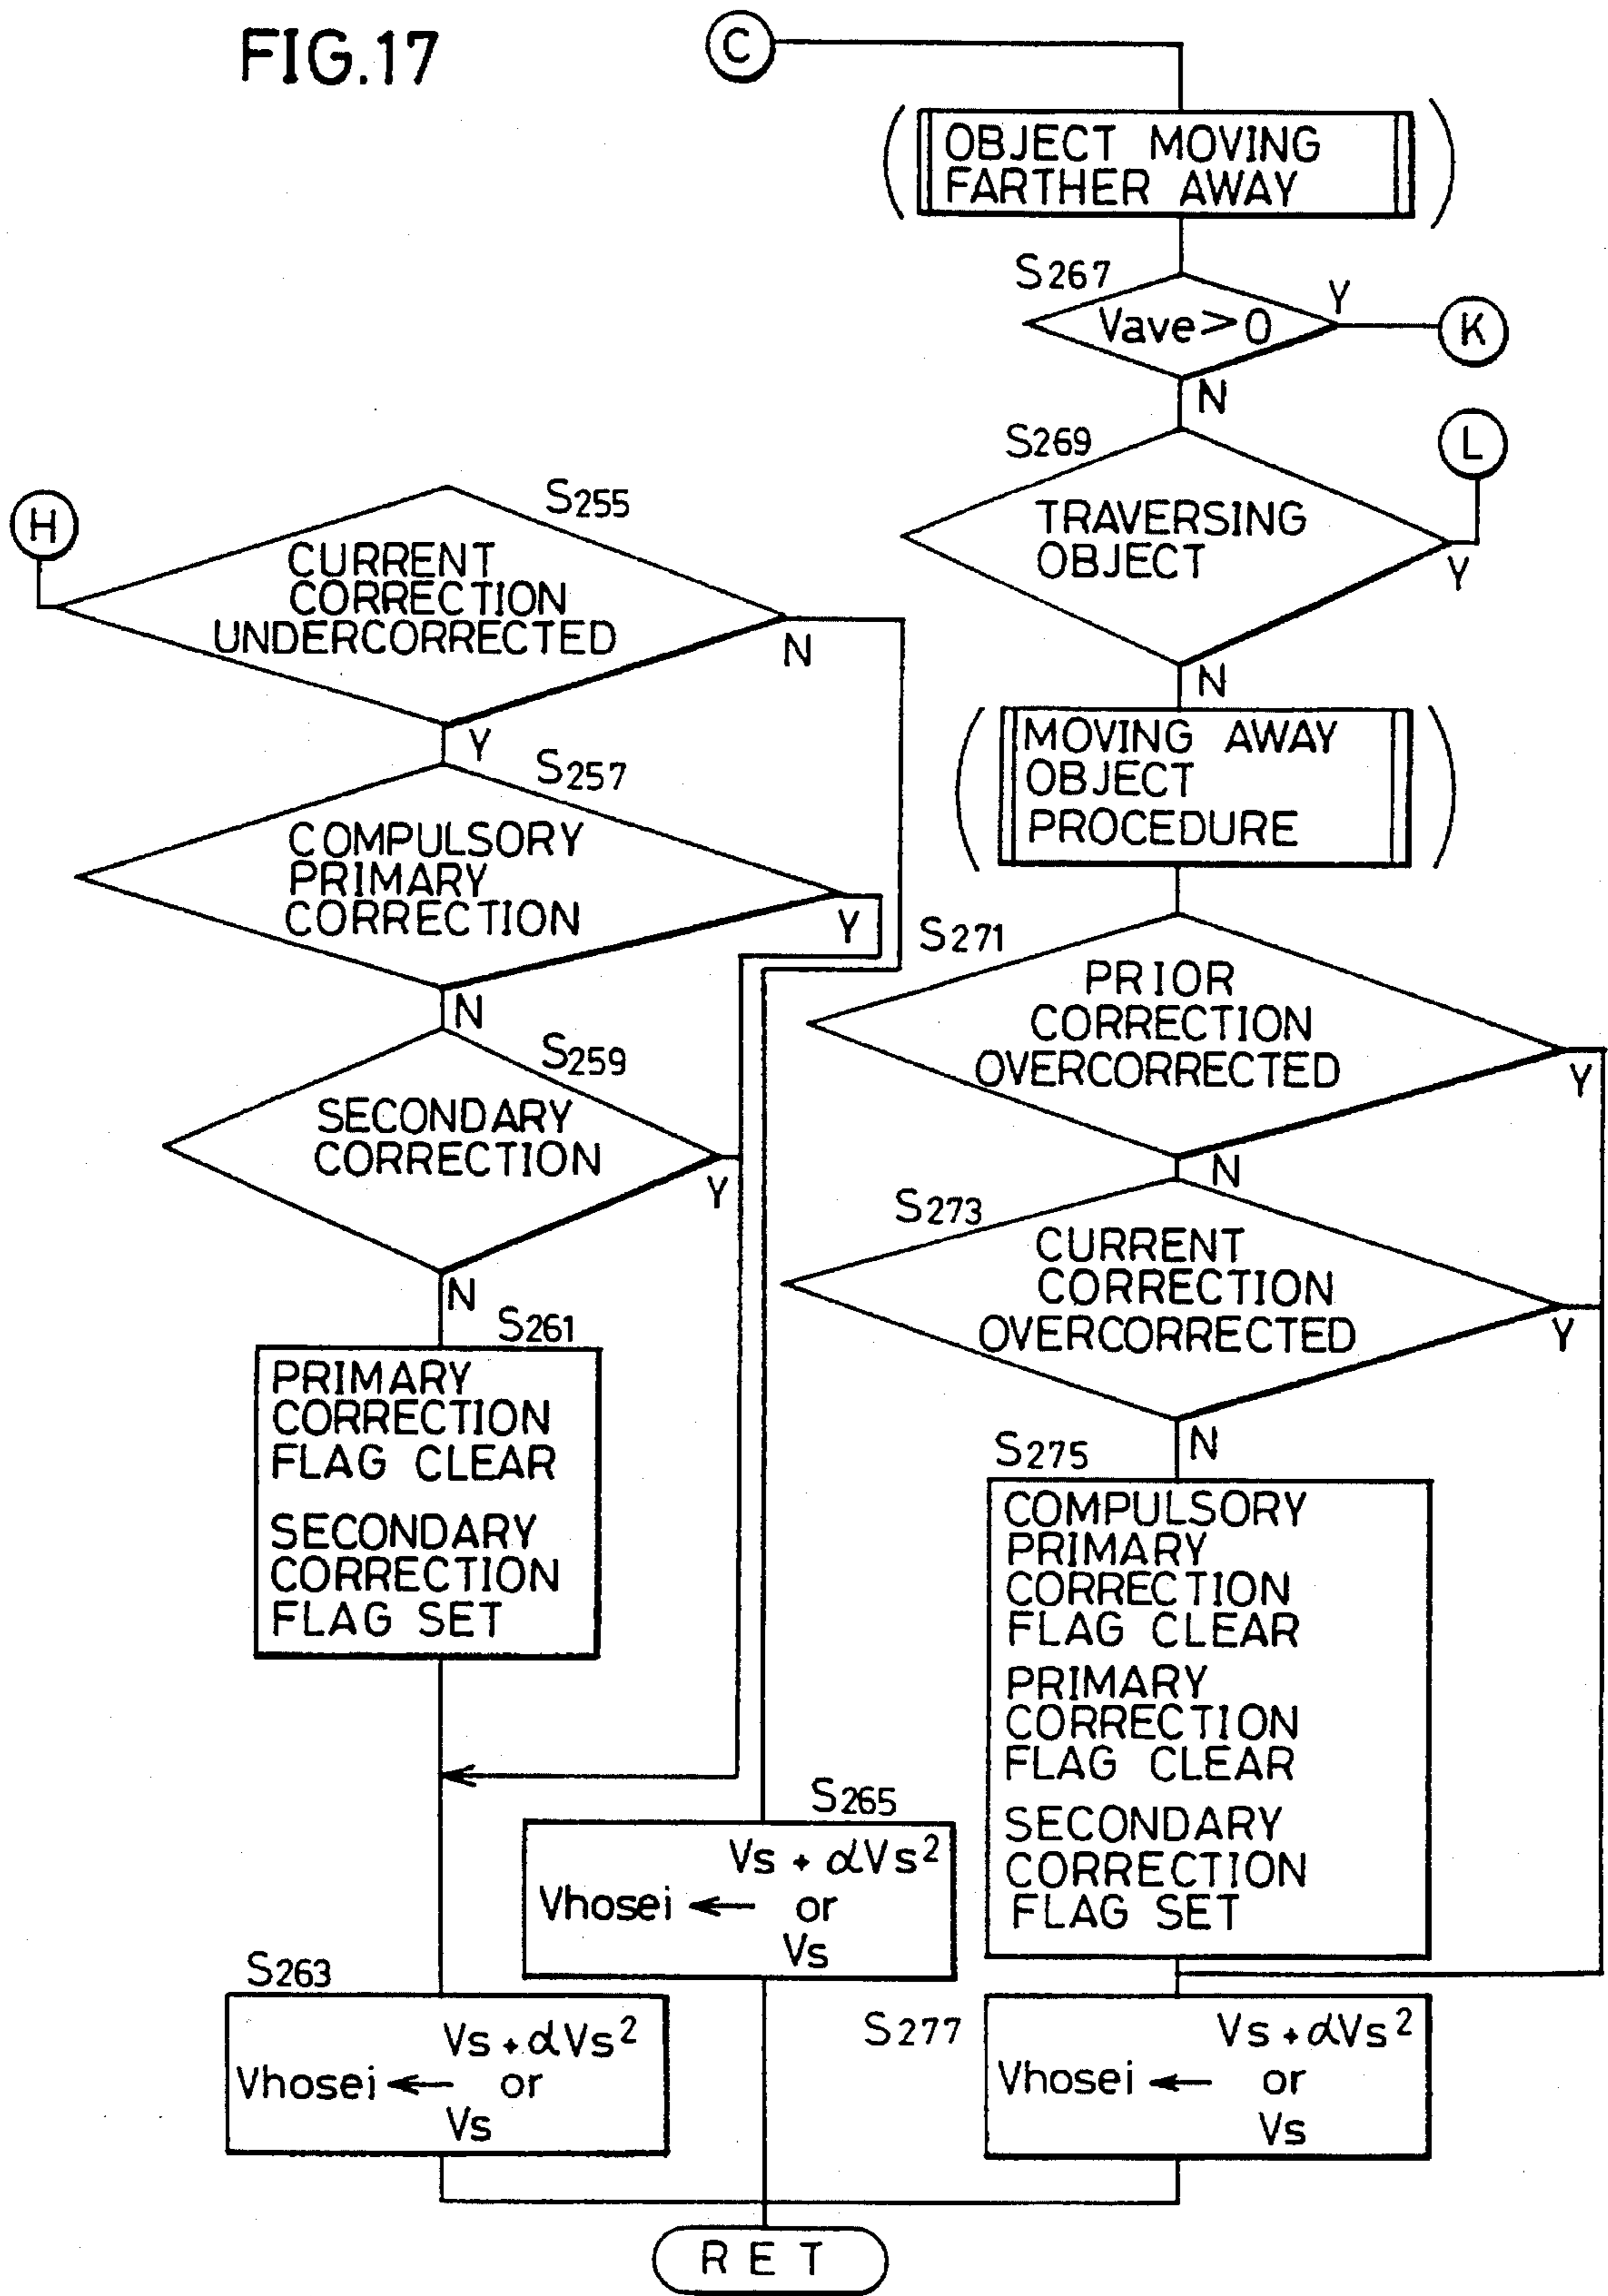 FIG.17
C
OBJECT MOVING
FARTHER AWAY
S267
Vave>0
Y
K
N
S269
L
TRAVERSING
OBJECT
Y
N
MOVING AWAY
OBJECT
PROCEDURE
H
S255
CURRENT
CORRECTION
UNDERCORRECTED
N
Y
S257
COMPULSORY
PRIMARY
CORRECTION
Y
N
S259
SECONDARY
CORRECTION
Y
N
S261
PRIMARY
CORRECTION
FLAG CLEAR
SECONDARY
CORRECTION
FLAG SET
S265
Vs + αVs²
Vhosei ← or
Vs
S263
Vs + αVs²
Vhosei ← or
Vs
S271
PRIOR
CORRECTION
OVERCORRECTED
Y
N
S273
CURRENT
CORRECTION
OVERCORRECTED
Y
N
S275
COMPULSORY
PRIMARY
CORRECTION
FLAG CLEAR
PRIMARY
CORRECTION
FLAG CLEAR
SECONDARY
CORRECTION
FLAG SET
S277
Vs + αVs²
Vhosei ← or
Vs
RET